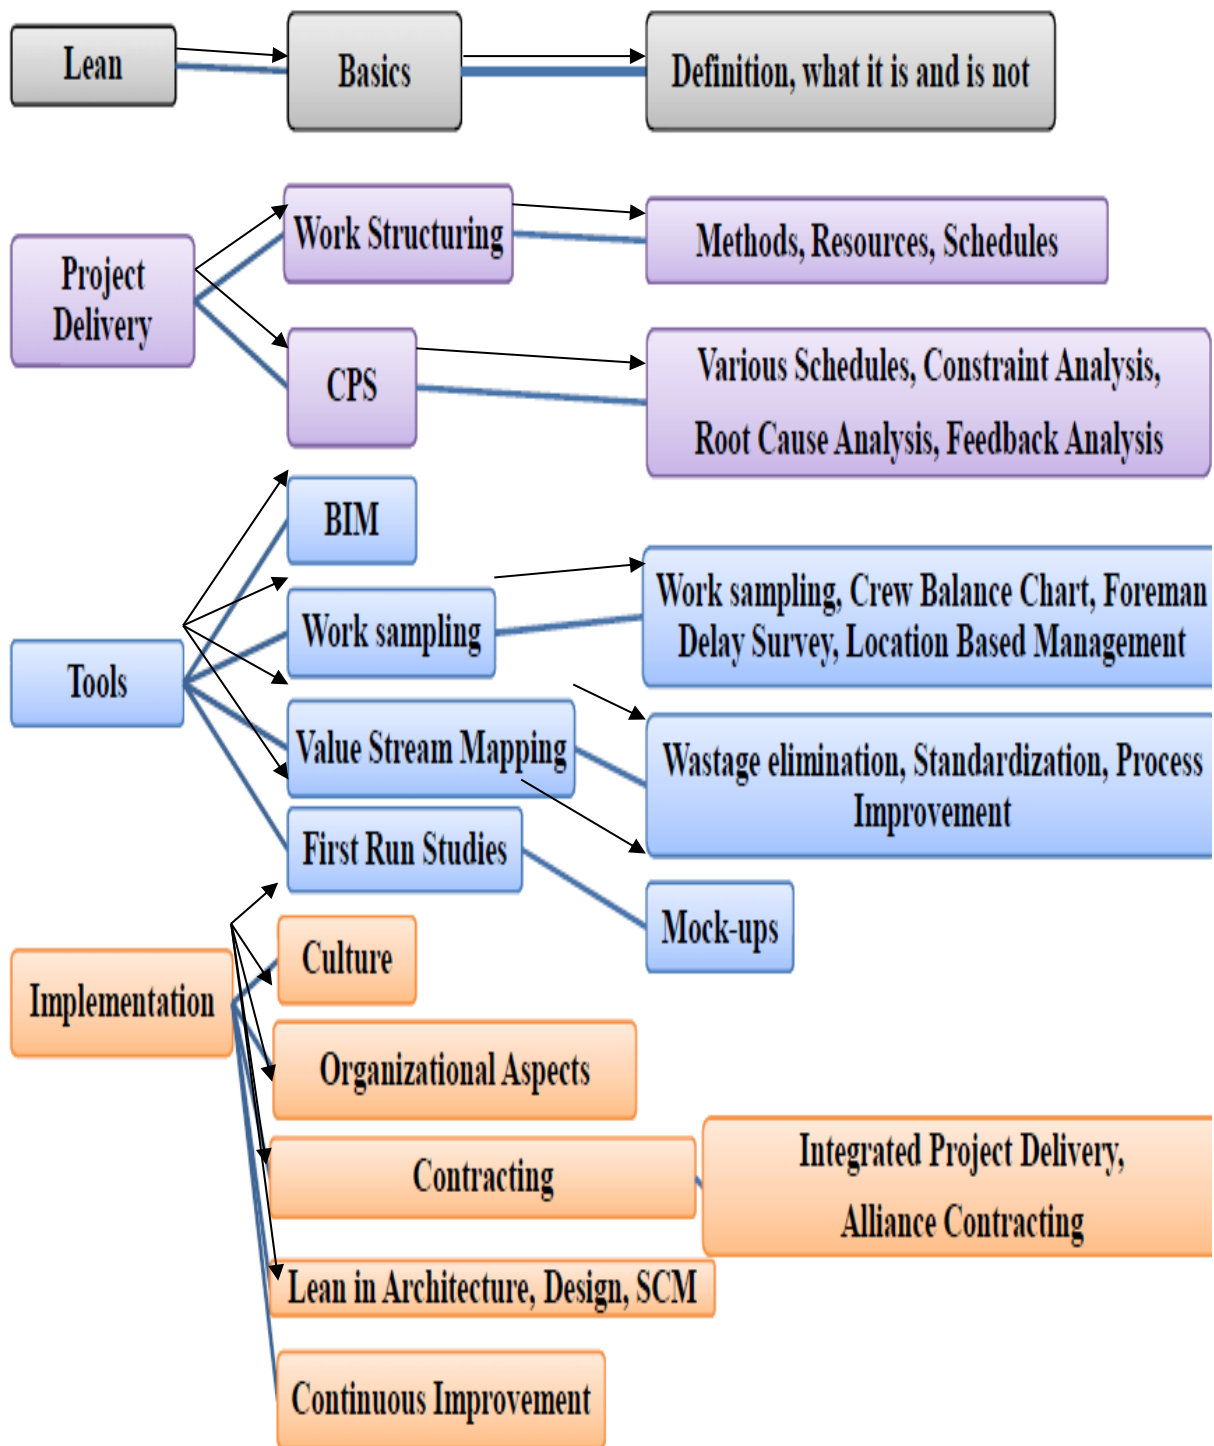 Lean
Basics
Definition, what it is and is not
Project
Delivery
Work Structuring
Methods, Resources, Schedules
CPS
Various Schedules, Constraint Analysis,
Root Cause Analysis, Feedback Analysis
Tools
BIM
Work sampling
Work sampling, Crew Balance Chart, Foreman
Delay Survey, Location Based Management
Value Stream Mapping
Wastage elimination, Standardization, Process
Improvement
First Run Studies
Mock-ups
Implementation
Culture
Organizational Aspects
Contracting
Integrated Project Delivery,
Alliance Contracting
Lean in Architecture, Design, SCM
Continuous Improvement